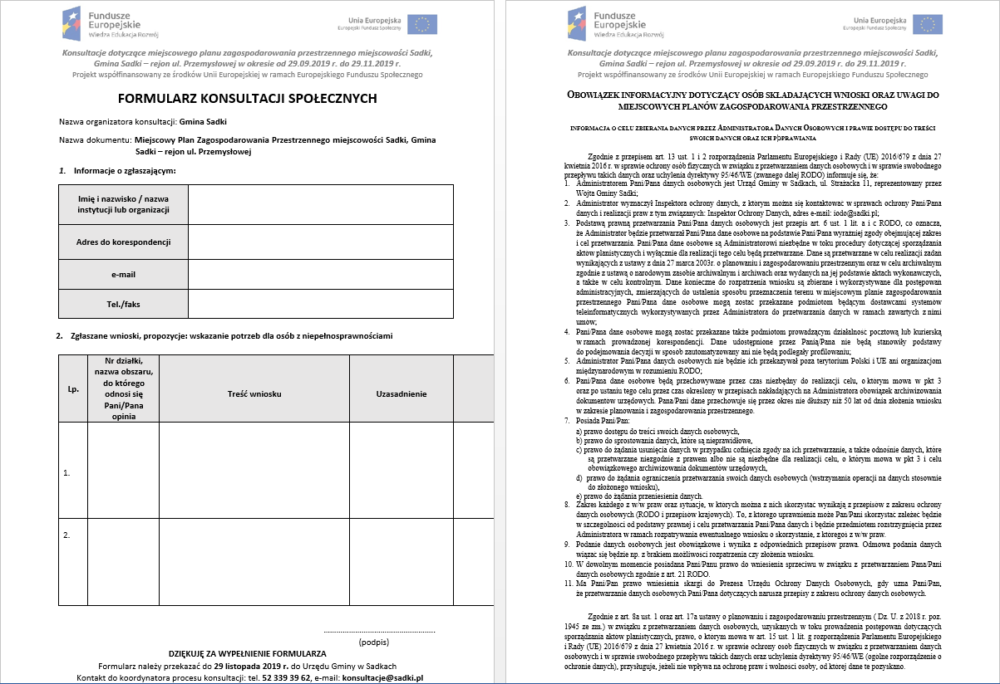 Fundusze
Europejskie
Wiedza Edukacja Rozwój
Unia Europejska
Europejski Fundusz Społeczny
Konsultacje dotyczące miejscowego planu zagospodarowania przestrzennego miejscowości Sadki,
Gmina Sadki – rejon ul. Przemysłowej w okresie od 29.09.2019 r. do 29.11.2019 r.
Projekt współfinansowany ze środków Unii Europejskiej w ramach Europejskiego Funduszu Społecznego
FORMULARZ KONSULTACJI SPOŁECZNYCH
Nazwa organizatora konsultacji: Gmina Sadki
Nazwa dokumentu: Miejscowy Plan Zagospodarowania Przestrzennego miejscowości Sadki, Gmina
Sadki – rejon ul. Przemysłowej
1. Informacje o zgłaszającym:
Imię i nazwisko / nazwa
instytucji lub organizacji
Adres do korespondencji
e-mail
Tel./faks
2. Zgłaszane wnioski, propozycje: wskazanie potrzeb dla osób z niepełnosprawnościami
Lp.
Nr działki,
nazwa obszaru,
do którego
odnosi się
Pani/Pana
opinia
Treść wniosku
Uzasadnienie
1.
2.
........................................................
(podpis)
DZIĘKUJĘ ZA WYPEŁNIENIE FORMULARZA
Formularz należy przekazać do 29 listopada 2019 r. do Urzędu Gminy w Sadkach
Kontakt do koordynatora procesu konsultacji: tel. 52 339 39 62, e-mail: konsultacje@sadki.pl
Fundusze
Europejskie
Wiedza Edukacja Rozwój
Unia Europejska
Europejski Fundusz Społeczny
Konsultacje dotyczące miejscowego planu zagospodarowania przestrzennego miejscowości Sadki,
Gmina Sadki – rejon ul. Przemysłowej w okresie od 29.09.2019 r. do 29.11.2019 r.
Projekt współfinansowany ze środków Unii Europejskiej w ramach Europejskiego Funduszu Społecznego
OBOWIĄZEK INFORMACYJNY DOTYCZĄCY OSÓB SKŁADAJĄCYCH WNIOSKI ORAZ UWAGI DO
MIEJSCOWYCH PLANÓW ZAGOSPODAROWANIA PRZESTRZENNEGO
INFORMACJA O CELU ZBIERANIA DANYCH PRZEZ ADMINISTRATORA DANYCH OSOBOWYCH I PRAWIE DOSTĘPU DO TREŚCI
SWOICH DANYCH ORAZ ICH POPRAWIANIA
Zgodnie z przepisem art. 13 ust. 1 i 2 rozporządzenia Parlamentu Europejskiego i Rady (UE) 2016/679 z dnia 27
kwietnia 2016 r. w sprawie ochrony osób fizycznych w związku z przetwarzaniem danych osobowych i w sprawie swobodnego
przepływu takich danych oraz uchylenia dyrektywy 95/46/WE (zwanego dalej RODO) informuje się, że:
1. Administratorem Pani/Pana danych osobowych jest Urząd Gminy w Sadkach, ul. Strażacka 11, reprezentowany przez
Wojta Gminy Sadki;
2. Administrator wyznaczył Inspektora ochrony danych, z ktorym można się kontaktować w sprawach ochrony Pani/Pana
danych i realizacji praw z tym związanych: Inspektor Ochrony Danych, adres e-mail: iodo@sadki.pl;
3. Podstawą prawną przetwarzania Pani/Pana danych osobowych jest przepis art. 6 ust. 1 lit. a i c RODO, co oznacza,
że Administrator będzie przetwarzał Pani/Pana dane osobowe na podstawie Pani/Pana wyraźnej zgody obejmującej zakres
i cel przetwarzania. Pani/Pana dane osobowe są Administratorowi niezbędne w toku procedury dotyczącej sporządzania
aktów planistycznych i wyłącznie dla realizacji tego celu będą przetwarzane. Dane są przetwarzane w celu realizacji zadan
wynikających z ustawy z dnia 27 marca 2003r. o planowaniu i zagospodarowaniu przestrzennym oraz w celu archiwalnym
zgodnie z ustawą o narodowym zasobie archiwalnym i archiwach oraz wydanych na jej podstawie aktach wykonawczych,
a także w celu kontrolnym. Dane konieczne do rozpatrzenia wniosku są zbierane i wykorzystywane dla postępowan
administracyjnych, zmierzających do ustalenia sposobu przeznaczenia terenu w miejscowym planie zagospodarowania
przestrzennego Pani/Pana dane osobowe mogą zostac przekazane podmiotom będącym dostawcami systemow
teleinformatycznych wykorzystywanych przez Administratora do przetwarzania danych w ramach zawartych z nimi
umów;
4. Pani/Pana dane osobowe mogą zostac przekazane także podmiotom prowadzącym działalnosc pocztową lub kurierską
w ramach prowadzonej korespondencji. Dane udostępnione przez Panią/Pana nie będą stanowiły podstawy
do podejmowania decyzji w sposób zautomatyzowany ani nie będą podlegały profilowaniu;
5. Administrator Pani/Pana danych osobowych nie będzie ich przekazywał poza terytorium Polski i UE ani organizacjom
międzynarodowym w rozumieniu RODO;
6. Pani/Pana dane osobowe będą przechowywane przez czas niezbędny do realizacji celu, o ktorym mowa w pkt 3
oraz po ustaniu tego celu przez czas okreslony w przepisach nakładających na Administratora obowiązek archiwizowania
dokumentów urzędowych. Pana/Pani dane przechowuje się przez okres nie dłuższy niż 50 lat od dnia złożenia wniosku
w zakresie planowania i zagospodarowania przestrzennego.
7. Posiada Pani/Pan:
a) prawo dostępu do treści swoich danych osobowych,
b) prawo do sprostowania danych, które są nieprawidłowe,
c) prawo do żądania usunięcia danych w przypadku cofnięcia zgody na ich przetwarzanie, a także odnośnie danych, które
są przetwarzane niezgodnie z prawem albo nie są niezbędne dla realizacji celu, o którym mowa w pkt 3 i celu
obowiązkowego archiwizowania dokumentów urzędowych,
d) prawo do żądania ograniczenia przetwarzania swoich danych osobowych (wstrzymania operacji na danych stosownie
do złożonego wniosku),
e) prawo do żądania przeniesienia danych.
8. Zakres każdego z w/w praw oraz sytuacje, w ktorych można z nich skorzystac wynikają z przepisów z zakresu ochrony
danych osobowych (RODO i przepisów krajowych). To, z ktorego uprawnienia może Pan/Pani skorzystac zależec będzie
w szczególności od podstawy prawnej i celu przetwarzania Pani/Pana danych i będzie przedmiotem rozstrzygnięcia przez
Administratora w ramach rozpatrywania ewentualnego wniosku o skorzystanie, z ktoregos z w/w praw.
9. Podanie danych osobowych jest obowiązkowe i wynika z odpowiednich przepisów prawa. Odmowa podania danych
wiązac się będzie np. z brakiem możliwości rozpatrzenia czy złożenia wniosku.
10. W dowolnym momencie posiadana Pani/Panu prawo do wniesienia sprzeciwu w związku z przetwarzaniem Pana/Pani
danych osobowych zgodnie z art. 21 RODO.
11. Ma Pani/Pan prawo wniesienia skargi do Prezesa Urzędu Ochrony Danych Osobowych, gdy uzna Pani/Pan,
że przetwarzanie danych osobowych Pani/Pana dotyczących narusza przepisy z zakresu ochrony danych osobowych.
Zgodnie z art. 8a ust. 1 oraz art. 17a ustawy o planowaniu i zagospodarowaniu przestrzennym ( Dz. U. z 2018 r. poz.
1945 ze zm.) w związku z przetwarzaniem danych osobowych, uzyskanych w toku prowadzenia postępowan dotyczących
sporządzania aktow planistycznych, prawo, o którym mowa w art. 15 ust. 1 lit. g rozporządzenia Parlamentu Europejskiego
i Rady (UE) 2016/679 z dnia 27 kwietnia 2016 r. w sprawie ochrony osób fizycznych w związku z przetwarzaniem danych
osobowych i w sprawie swobodnego przepływu takich danych oraz uchylenia dyrektywy 95/46/WE (ogolne rozporządzenie o
ochronie danych), przysługuje, jeżeli nie wpływa na ochronę praw i wolności osoby, od ktorej dane te pozyskano.